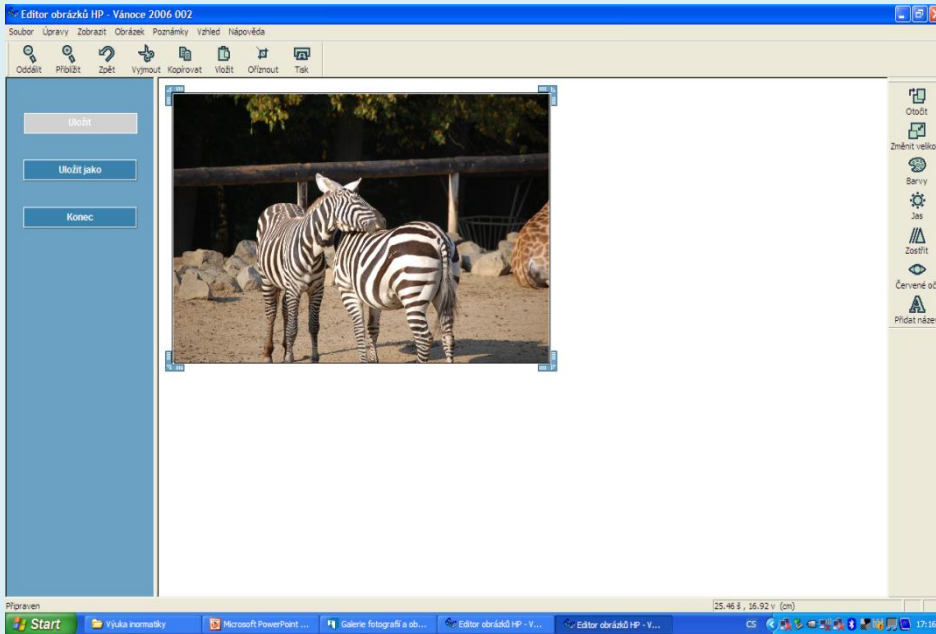 Editor obrázků HP - Vánoce 2006 002
Soubor Úpravy Zobrazit Obrázek Poznámky Vzhled Nápověda
Oddálit Přiblížit Zpět Vyjmout Kopírovat Vložit Oříznout Tisk
Uložit
Uložit jako
Konec
Otočit
Změnit veliko
Barvy
Jas
Zostřit
Červené oč
Přidat název
Připraven
25.46 š , 16.92 v (cm)
Start
Výuka inormatiky
Microsoft PowerPoint ...
Galerie fotografií a ob...
Editor obrázků HP - V...
Editor obrázků HP - V...
CS
17:16